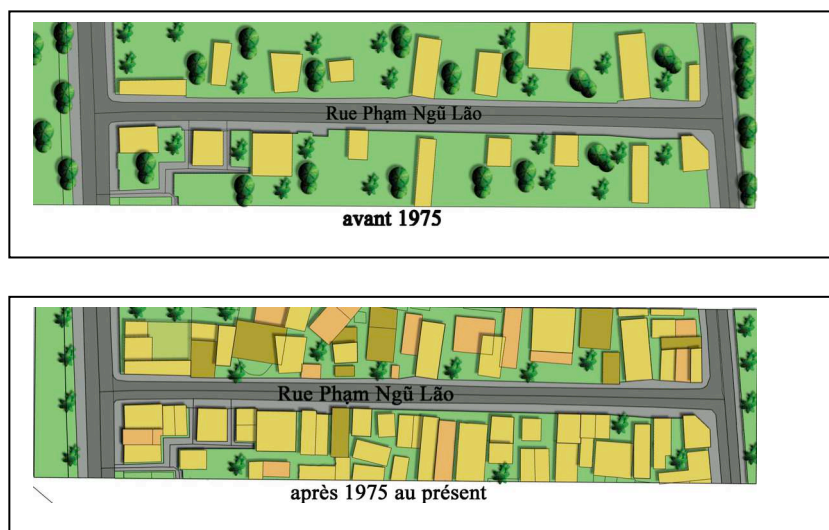 Rue Phạm Ngũ Lão
avant 1975
Rue Phạm Ngũ Lão
après 1975 au présent